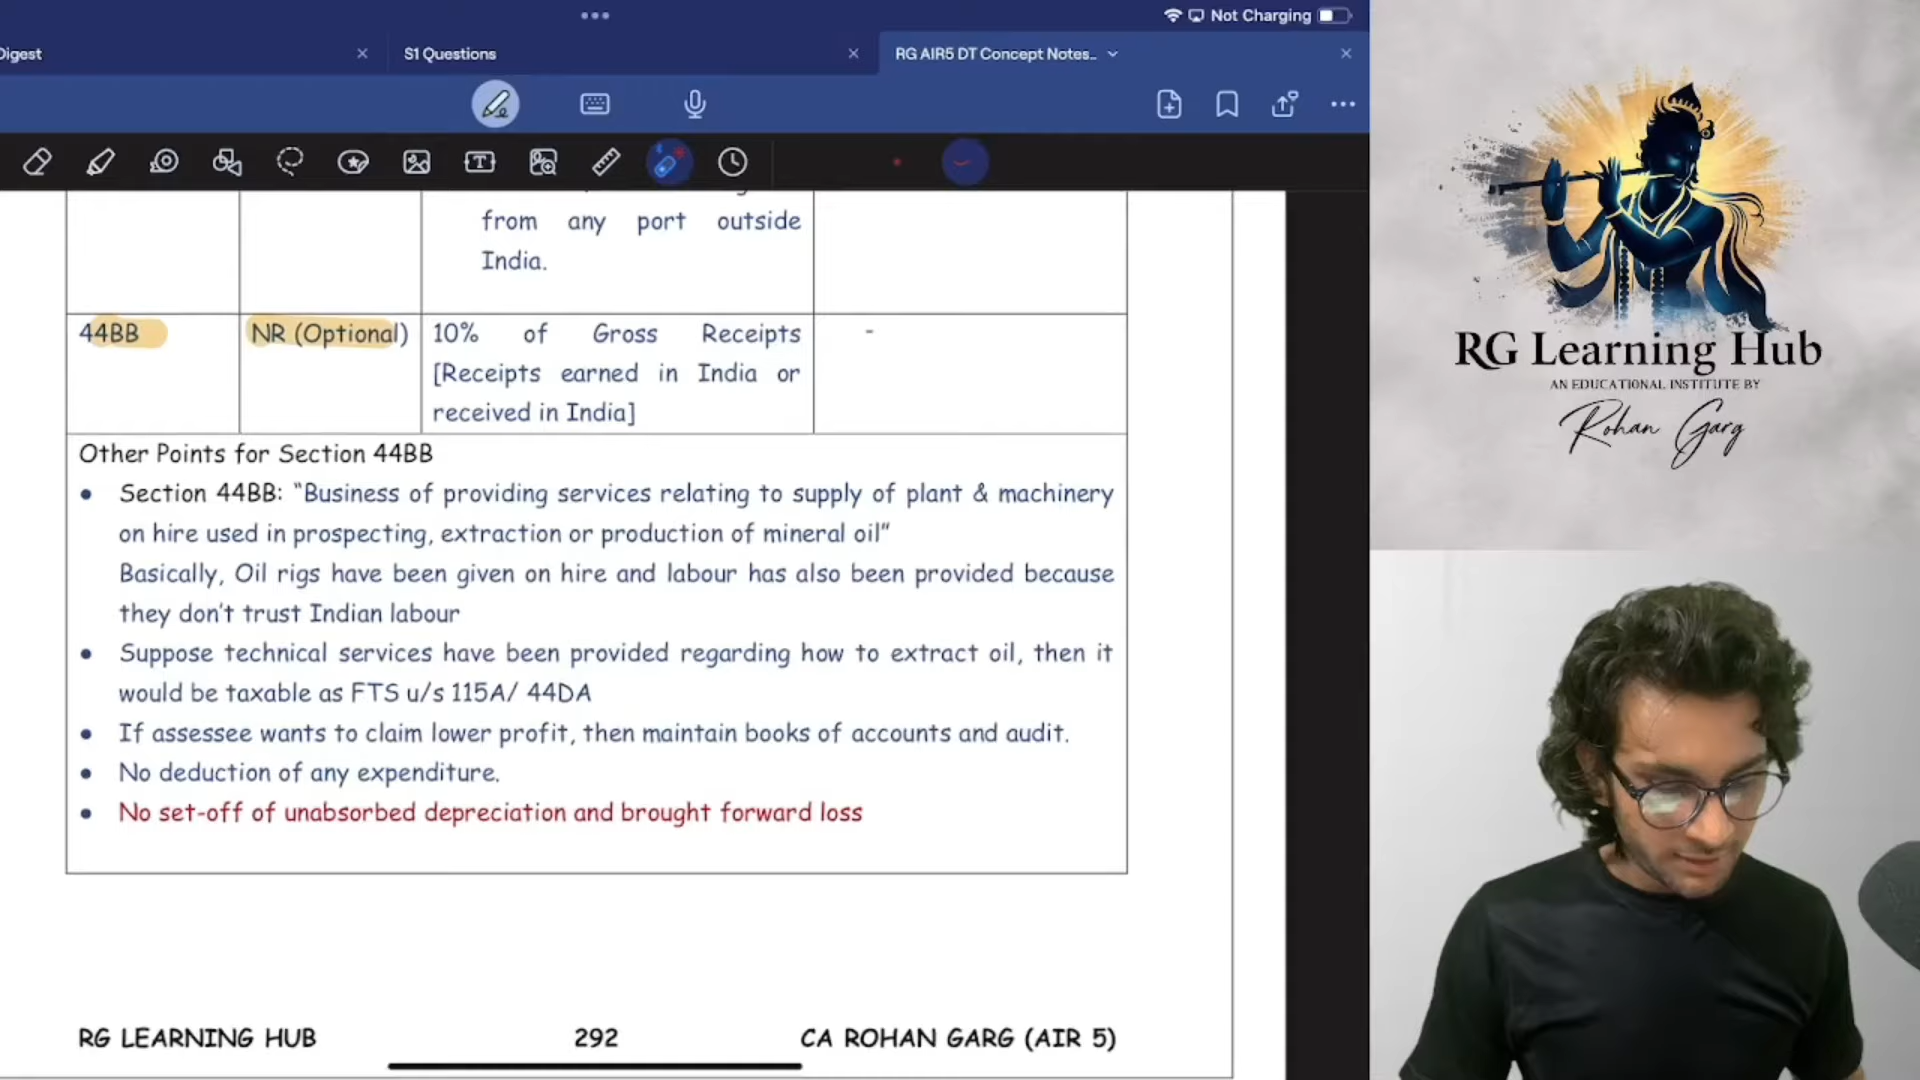 Not Charging
Digest
S1 Questions
RG AIR5 DT Concept Notes...
from any port outside
India.
44BB
NR (Optional)
10% of Gross Receipts
[Receipts earned in India or
received in India]
-
Other Points for Section 44BB
• Section 44BB: “Business of providing services relating to supply of plant & machinery
on hire used in prospecting, extraction or production of mineral oil”
Basically, Oil rigs have been given on hire and labour has also been provided because
they don’t trust Indian labour
• Suppose technical services have been provided regarding how to extract oil, then it
would be taxable as FTS u/s 115A/ 44DA
• If assessee wants to claim lower profit, then maintain books of accounts and audit.
• No deduction of any expenditure.
• No set-off of unabsorbed depreciation and brought forward loss
RG LEARNING HUB
292
CA ROHAN GARG (AIR 5)
RG Learning Hub
AN EDUCATIONAL INSTITUTE BY
Rohan Garg